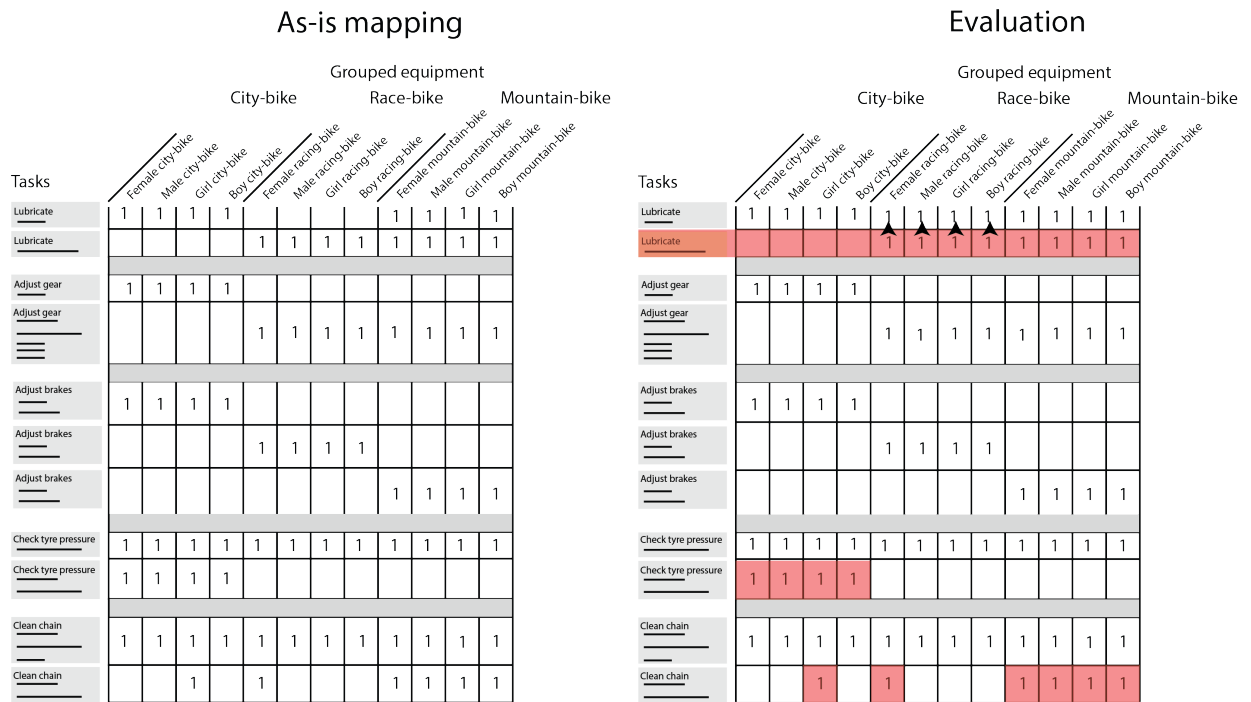 As-is mapping
Grouped equipment
City-bike Race-bike Mountain-bike
Female city-bike
Male city-bike
Girl city-bike
Boy city-bike
Female racing-bike
Male racing-bike
Girl racing-bike
Boy racing-bike
Female mountain-bike
Male mountain-bike
Girl mountain-bike
Boy mountain-bike
Tasks
Lubricate 1 1 1 1 1 1 1 1
Lubricate 1 1 1 1 1 1 1 1
Adjust gear 1 1 1 1
Adjust gear 1 1 1 1 1 1 1 1
Adjust brakes 1 1 1 1
Adjust brakes 1 1 1 1
Adjust brakes 1 1 1 1
Check tyre pressure 1 1 1 1 1 1 1 1 1 1 1 1
Check tyre pressure 1 1 1 1
Clean chain 1 1 1 1 1 1 1 1 1 1 1 1
Clean chain 1 1 1 1 1 1
Evaluation
Grouped equipment
City-bike Race-bike Mountain-bike
Female city-bike
Male city-bike
Girl city-bike
Boy city-bike
Female racing-bike
Male racing-bike
Girl racing-bike
Boy racing-bike
Female mountain-bike
Male mountain-bike
Girl mountain-bike
Boy mountain-bike
Tasks
Lubricate 1 1 1 1 1 1 1 1 1 1 1 1
Lubricate 1 1 1 1 1 1 1 1
Adjust gear 1 1 1 1
Adjust gear 1 1 1 1 1 1 1 1
Adjust brakes 1 1 1 1
Adjust brakes 1 1 1 1
Adjust brakes 1 1 1 1
Check tyre pressure 1 1 1 1 1 1 1 1 1 1 1 1
Check tyre pressure 1 1 1 1
Clean chain 1 1 1 1 1 1 1 1 1 1 1 1
Clean chain 1 1 1 1 1 1